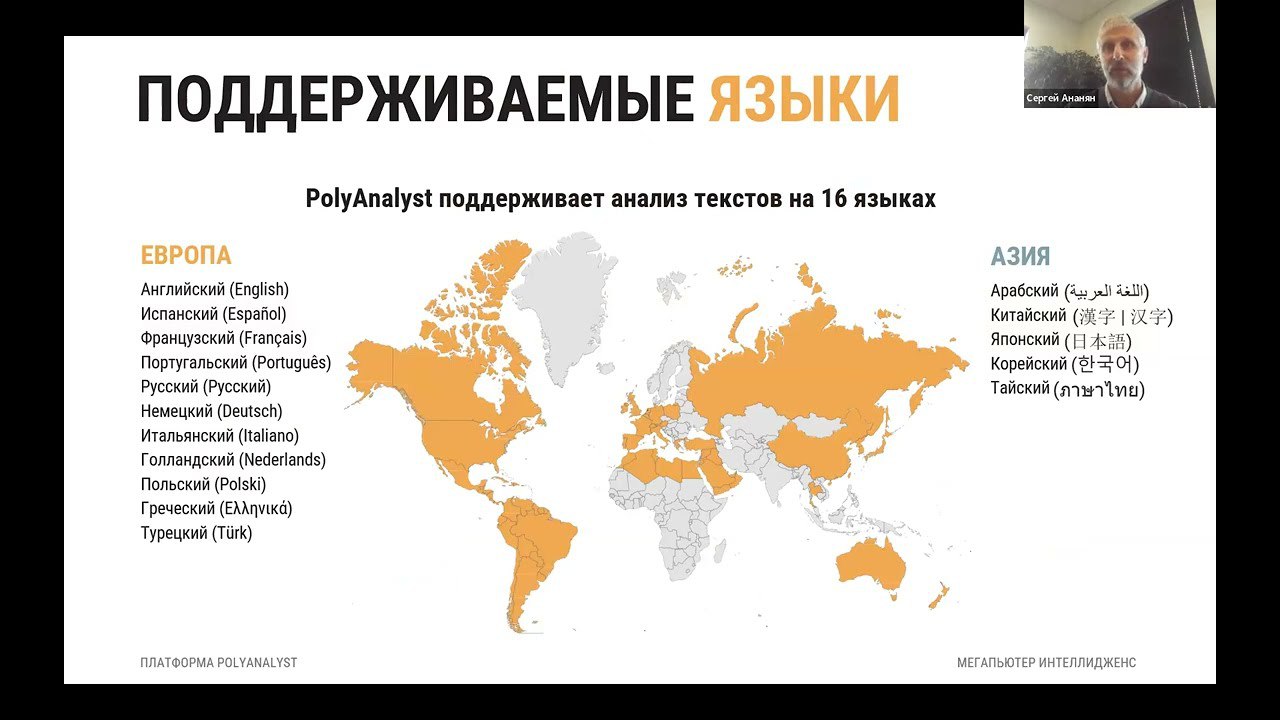 Сергей Ананян
ПОДДЕРЖИВАЕМЫЕ ЯЗЫКИ
PolyAnalyst поддерживает анализ текстов на 16 языках
ЕВРОПА
Английский (English)
Испанский (Español)
Французский (Français)
Португальский (Português)
Русский (Русский)
Немецкий (Deutsch)
Итальянский (Italiano)
Голландский (Nederlands)
Польский (Polski)
Греческий (Ελληνικά)
Турецкий (Türk)
АЗИЯ
Арабский (اللغة العربية)
Китайский (漢字 | 汉字)
Японский (日本語)
Корейский (한국어)
Тайский (ภาษาไทย)
ПЛАТФОРМА POLYANALYST
МЕГАПЬЮТЕР ИНТЕЛЛИДЖЕНС